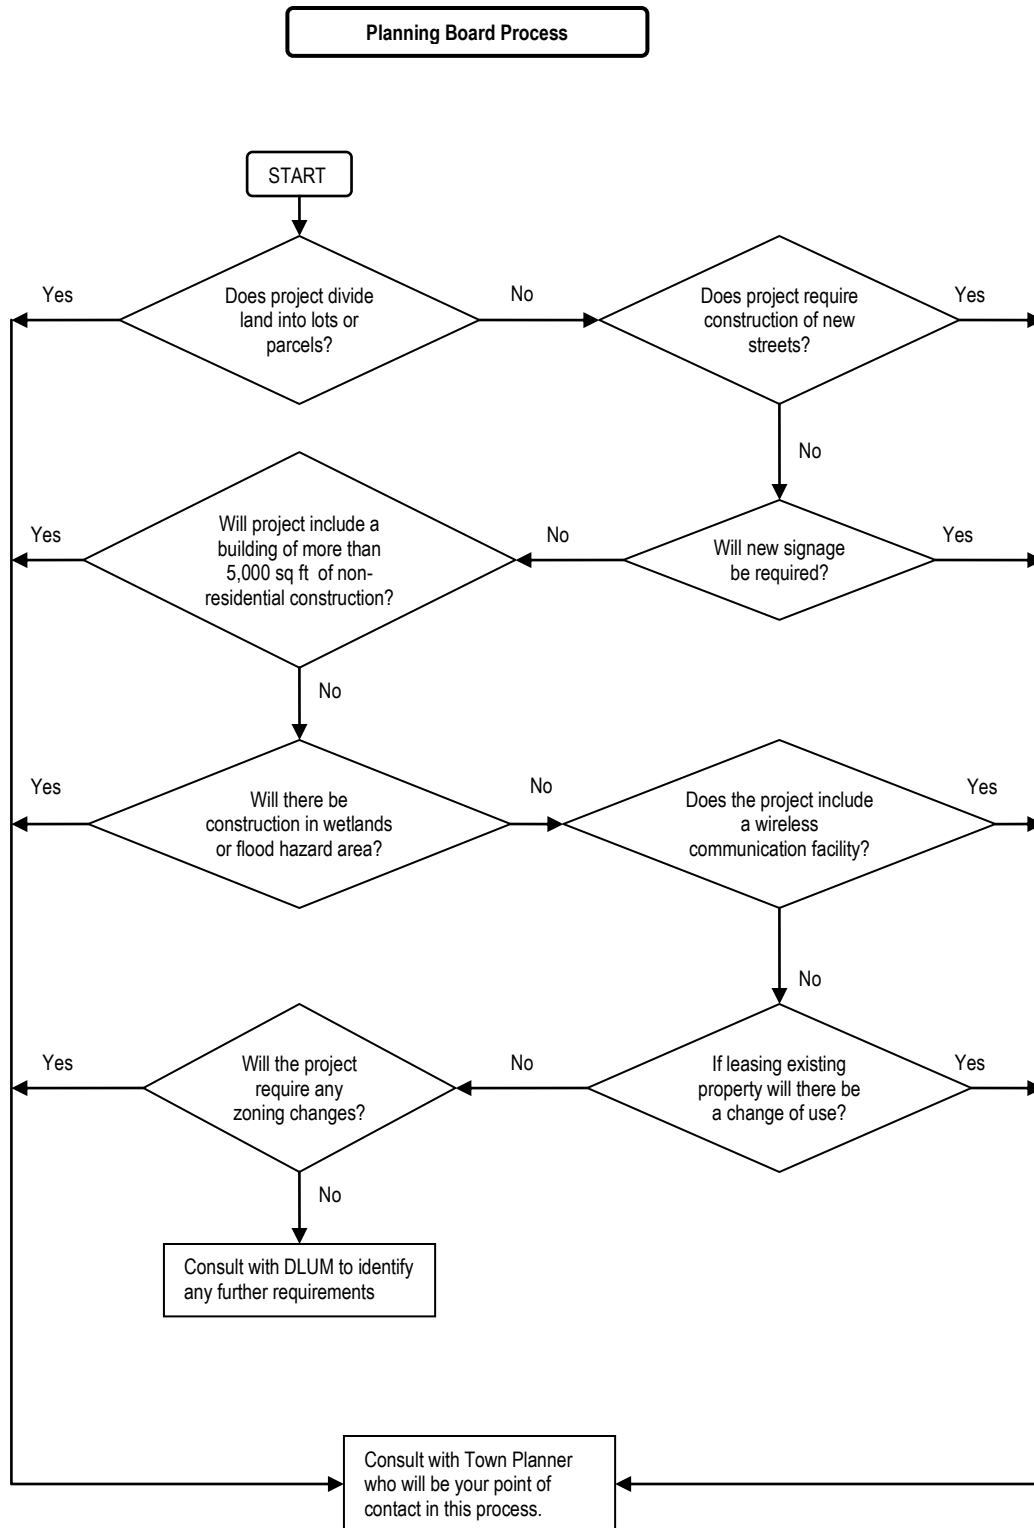 Planning Board Process
START
Yes
Does project divide
land into lots or
parcels?
No
Does project require
construction of new
streets?
Yes
No
Yes
Will project include a
building of more than
5,000 sq ft of non-
residential construction?
No
Will new signage
be required?
Yes
No
Yes
Will there be
construction in wetlands
or flood hazard area?
No
Does the project include
a wireless
communication facility?
Yes
No
Yes
Will the project
require any
zoning changes?
No
If leasing existing
property will there be
a change of use?
Yes
No
Consult with DLUM to identify
any further requirements
Consult with Town Planner
who will be your point of
contact in this process.